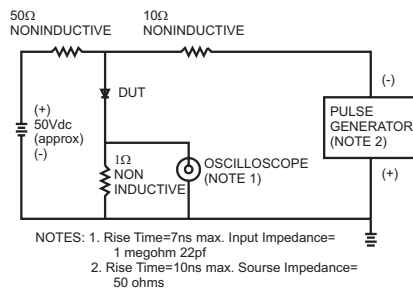 50Ω
NONINDUCTIVE
10Ω
NONINDUCTIVE
(+)
50Vdc
(approx)
(-)
DUT
1Ω
NON
INDUCTIVE
OSCILLOSCOPE
(NOTE 1)
(-)
PULSE
GENERATOR
(NOTE 2)
(+)
NOTES: 1. Rise Time=7ns max. Input Impedance=
1 megohm 22pf
2. Rise Time=10ns max. Sourse Impedance=
50 ohms